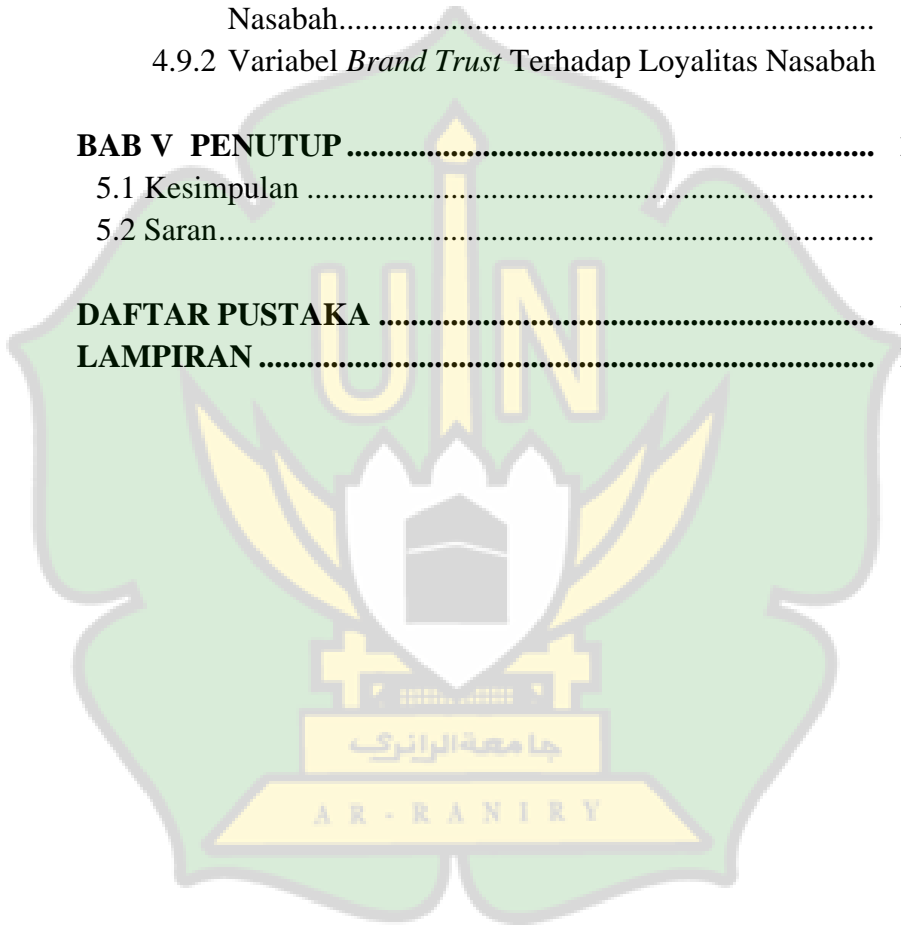 Nasabah...................................................................
4.9.2 Variabel Brand Trust Terhadap Loyalitas Nasabah
BAB V PENUTUP..................................................................
5.1 Kesimpulan .......................................................................
5.2 Saran..................................................................................
DAFTAR PUSTAKA ..............................................................
LAMPIRAN .............................................................................
UIN
جامعة الرانري
AR-RANIRY